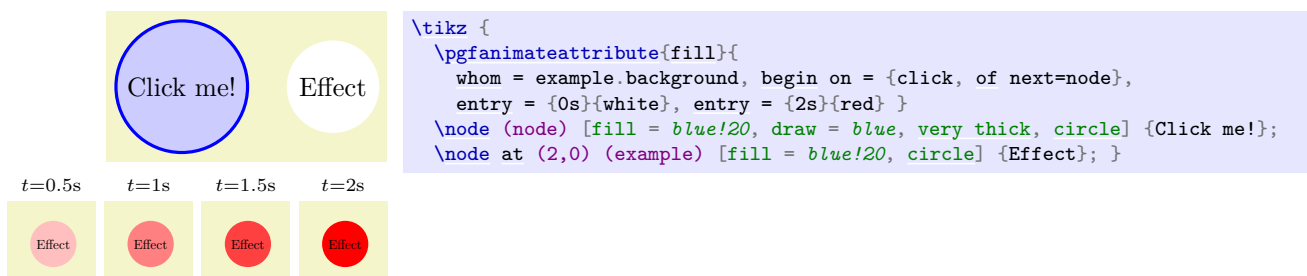 Click me! Effect
t=0.5s t=1s t=1.5s t=2s
Effect Effect Effect Effect
\tikz {
\pgfanimateattribute{fill}{
whom = example.background, begin on = {click, of next=node},
entry = {0s}{white}, entry = {2s}{red} }
\node (node) [fill = blue!20, draw = blue, very thick, circle] {Click me!};
\node at (2,0) (example) [fill = blue!20, circle] {Effect}; }